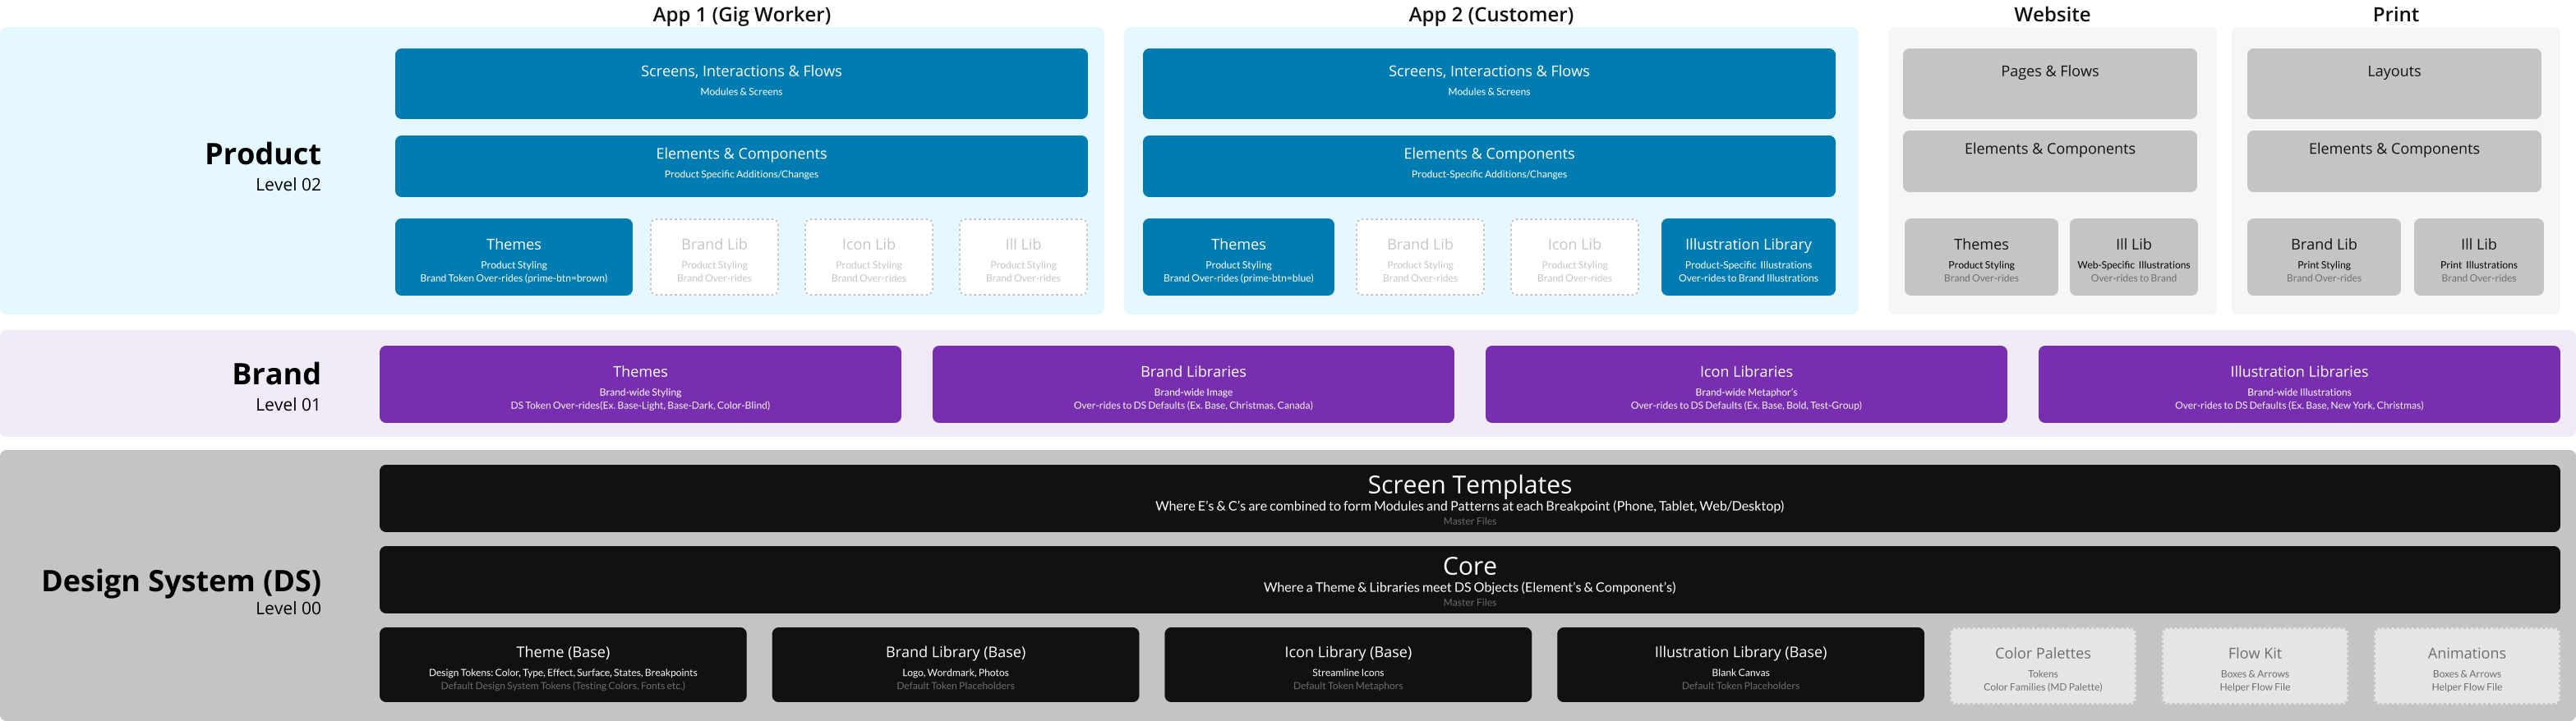 App 1 (Gig Worker)
App 2 (Customer)
Website
Print
Product
Level 02
Screens, Interactions & Flows
Modules & Screens
Elements & Components
Product Specific Additions/Changes
Themes
Product Styling
Brand Token Over-rides (prime-btn=brown)
Brand Lib
Product Styling
Brand Over-rides
Icon Lib
Product Styling
Brand Over-rides
Ill Lib
Product Styling
Brand Over-rides
Screens, Interactions & Flows
Modules & Screens
Elements & Components
Product-Specific Additions/Changes
Themes
Product Styling
Brand Over-rides (prime-btn=blue)
Brand Lib
Product Styling
Brand Over-rides
Icon Lib
Product Styling
Brand Over-rides
Illustration Library
Product-Specific Illustrations
Over-rides to Brand Illustrations
Pages & Flows
Elements & Components
Themes
Product Styling
Brand Over-rides
Ill Lib
Web-Specific Illustrations
Over-rides to Brand
Layouts
Elements & Components
Brand Lib
Print Styling
Brand Over-rides
Ill Lib
Print Illustrations
Brand Over-rides
Brand
Level 01
Themes
Brand-wide Styling
DS Token Over-rides(Ex. Base-Light, Base-Dark, Color-Blind)
Brand Libraries
Brand-wide Image
Over-rides to DS Defaults (Ex. Base, Christmas, Canada)
Icon Libraries
Brand-wide Metaphor's
Over-rides to DS Defaults (Ex. Base, Bold, Test-Group)
Illustration Libraries
Brand-wide Illustrations
Over-rides to DS Defaults (Ex. Base, New York, Christmas)
Design System (DS)
Level 00
Screen Templates
Where E's & C's are combined to form Modules and Patterns at each Breakpoint (Phone, Tablet, Web/Desktop)
Master Files
Core
Where a Theme & Libraries meet DS Objects (Element's & Component's)
Master Files
Theme (Base)
Design Tokens: Color, Type, Effect, Surface, States, Breakpoints
Default Design System Tokens (Testing Colors, Fonts etc.)
Brand Library (Base)
Logo, Wordmark, Photos
Default Token Placeholders
Icon Library (Base)
Streamline Icons
Default Token Metaphors
Illustration Library (Base)
Blank Canvas
Default Token Placeholders
Color Palettes
Tokens
Color Families (MD Palette)
Flow Kit
Boxes & Arrows
Helper Flow File
Animations
Boxes & Arrows
Helper Flow File